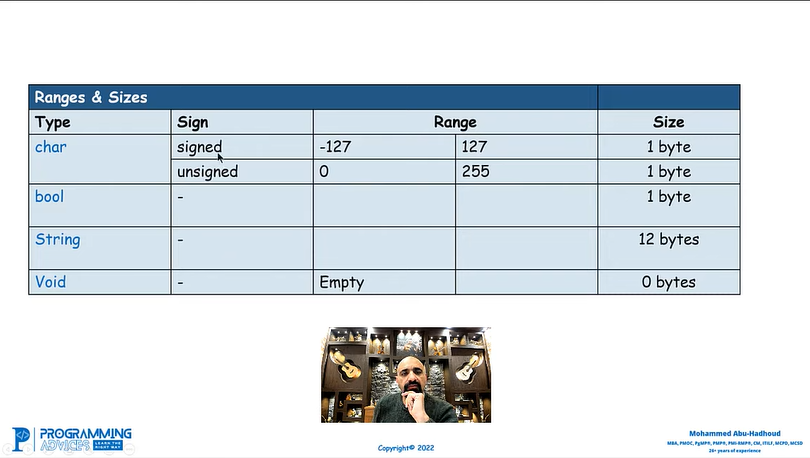 Ranges & Sizes
Type Sign Range Size
char signed -127 127 1 byte
unsigned 0 255 1 byte
bool - 1 byte
String - 12 bytes
Void - Empty 0 bytes
PROGRAMMING
ADVICES LEARN THE RIGHT WAY
Copyright© 2022
Mohammed Abu-Hadhoud
MBA, PMOC, PgMP®, PMP®, PMI-RMP®, CM, ITILF, MCPD, MCSD
26+ years of experience